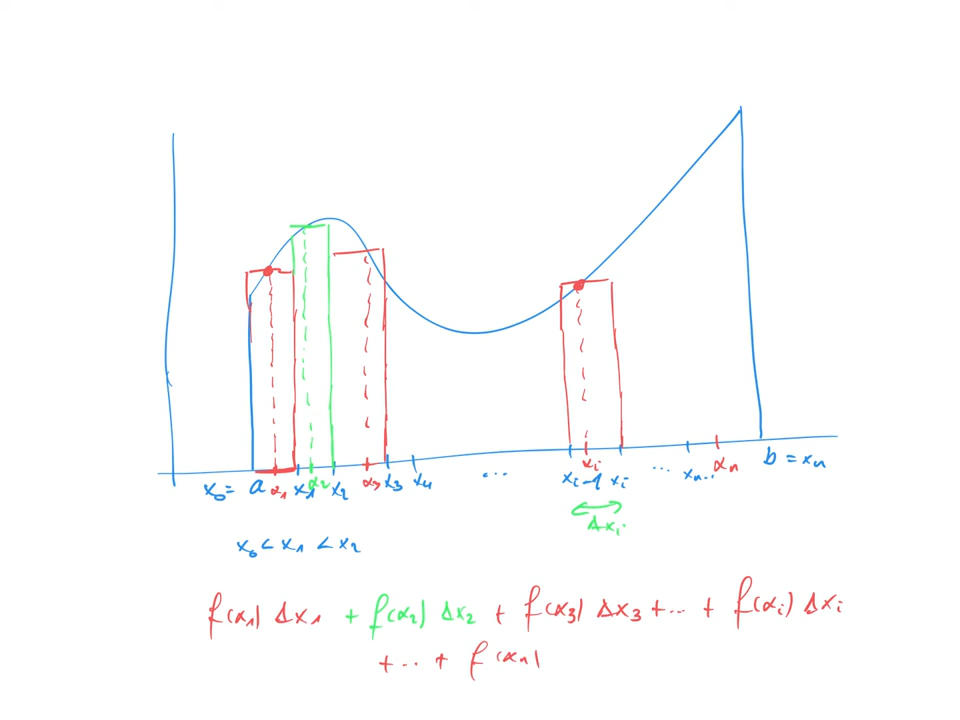 x₀ = a α₁ x₁ α₂ x₂ α₃ x₃ x₄ ... xᵢ₋₁ αᵢ xᵢ ... xₙ₋.. αₙ b = xₙ
Δxᵢ
x₀ < x₁ < x₂
f(α₁) Δx₁ + f(α₂) Δx₂ + f(α₃) Δx₃ + ... + f(αᵢ) Δxᵢ
+ ... + f(αₙ)